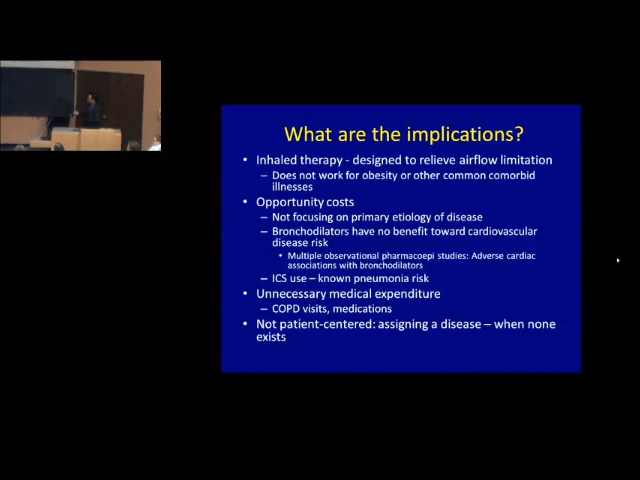 What are the implications?
• Inhaled therapy - designed to relieve airflow limitation
– Does not work for obesity or other common comorbid
illnesses
• Opportunity costs
– Not focusing on primary etiology of disease
– Bronchodilators have no benefit toward cardiovascular
disease risk
• Multiple observational pharmacoepi studies: Adverse cardiac
associations with bronchodilators
– ICS use – known pneumonia risk
• Unnecessary medical expenditure
– COPD visits, medications
• Not patient-centered: assigning a disease – when none
exists